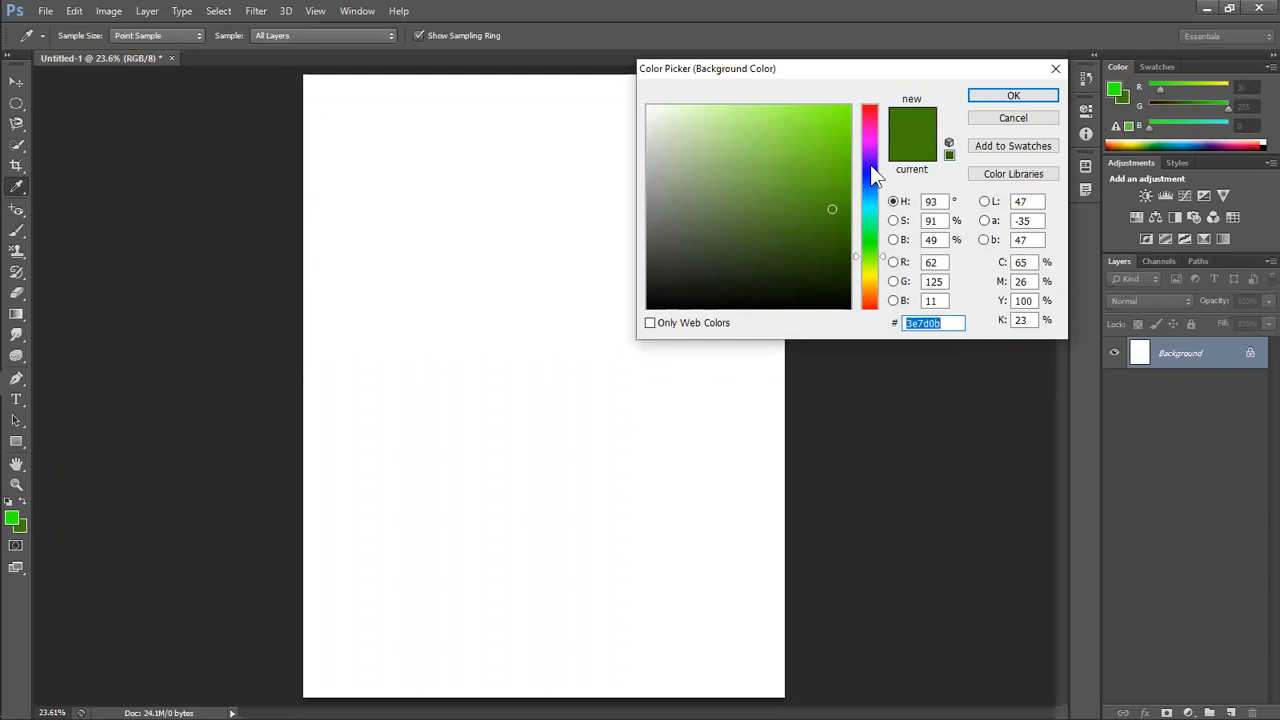 Ps File Edit Image Layer Type Select Filter 3D View Window Help
Sample Size: Point Sample Sample: All Layers Show Sampling Ring Essentials
Untitled-1 @ 23.6% (RGB/8) *
Color Picker (Background Color)
new
current
OK
Cancel
Add to Swatches
Color Libraries
H: 93 °
S: 91 %
B: 49 %
R: 62
G: 125
B: 11
L: 47
a: -35
b: 47
C: 65 %
M: 26 %
Y: 100 %
K: 23 %
# 3e7d0b
Only Web Colors
Color Swatches
R
G 255
B 0
Adjustments Styles
Add an adjustment
Layers Channels Paths
Kind
Normal Opacity: 100%
Lock: Fill: 100%
Background
23.61% Doc: 24.1M/0 bytes